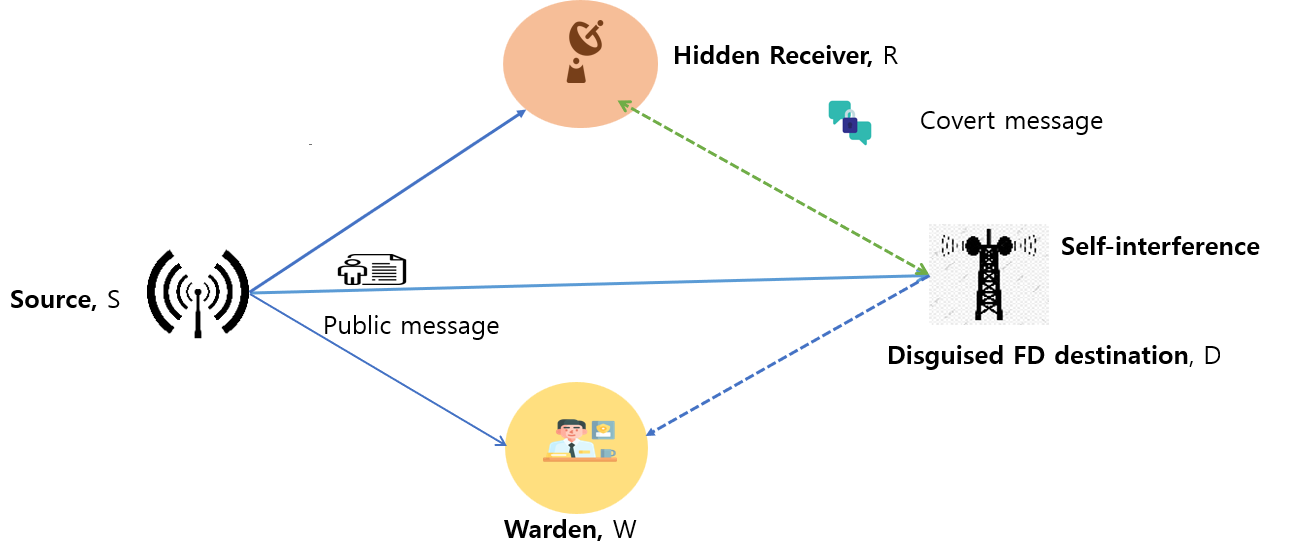 Hidden Receiver, R
Covert message
Self-interference
Source, S
Public message
Disguised FD destination, D
Warden, W